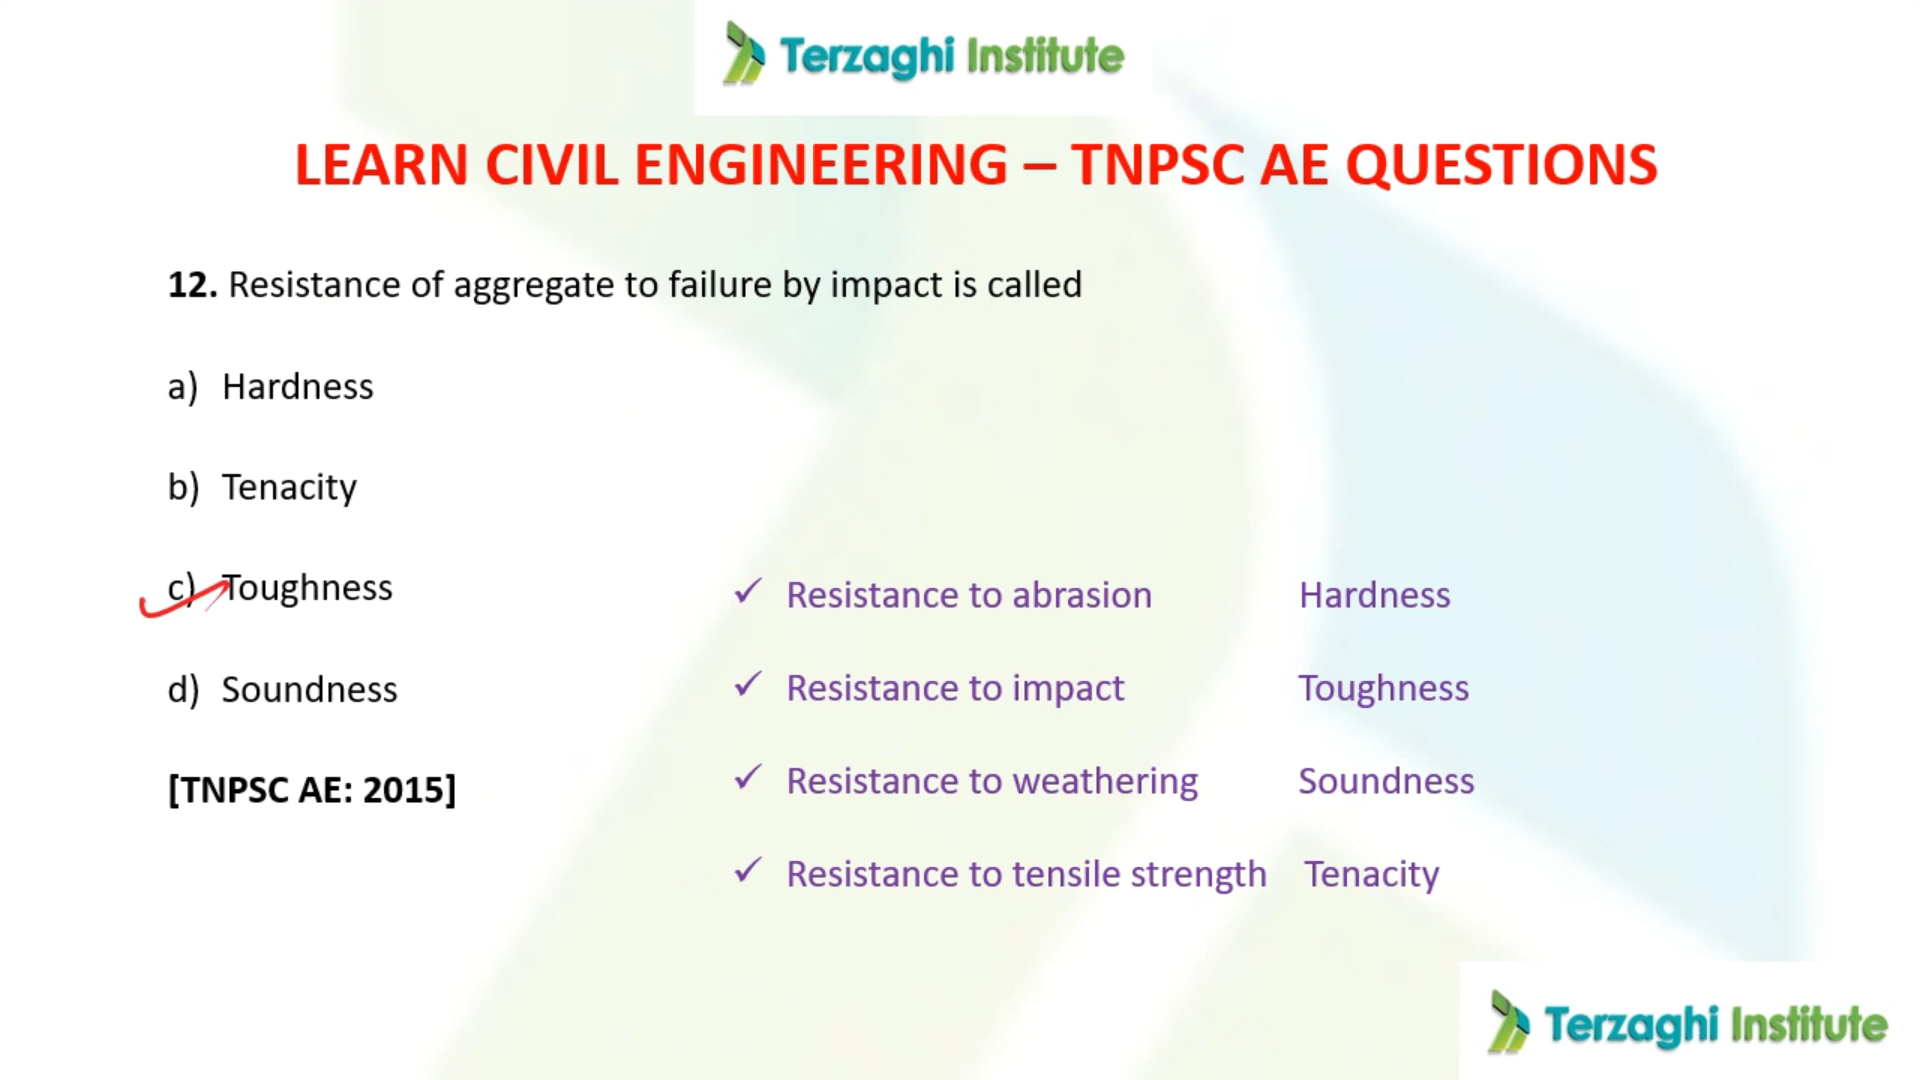 Terzaghi Institute
LEARN CIVIL ENGINEERING – TNPSC AE QUESTIONS
12. Resistance of aggregate to failure by impact is called
a) Hardness
b) Tenacity
c) Toughness
d) Soundness
[TNPSC AE: 2015]
✓ Resistance to abrasion Hardness
✓ Resistance to impact Toughness
✓ Resistance to weathering Soundness
✓ Resistance to tensile strength Tenacity
Terzaghi Institute